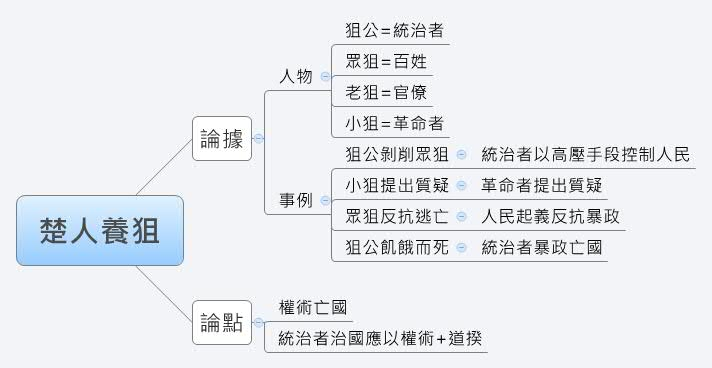 楚人養狙
論據
人物
狙公=統治者
眾狙=百姓
老狙=官僚
小狙=革命者
事例
狙公剝削眾狙 統治者以高壓手段控制人民
小狙提出質疑 革命者提出質疑
眾狙反抗逃亡 人民起義反抗暴政
狙公飢餓而死 統治者暴政亡國
論點
權術亡國
統治者治國應以權術+道揆